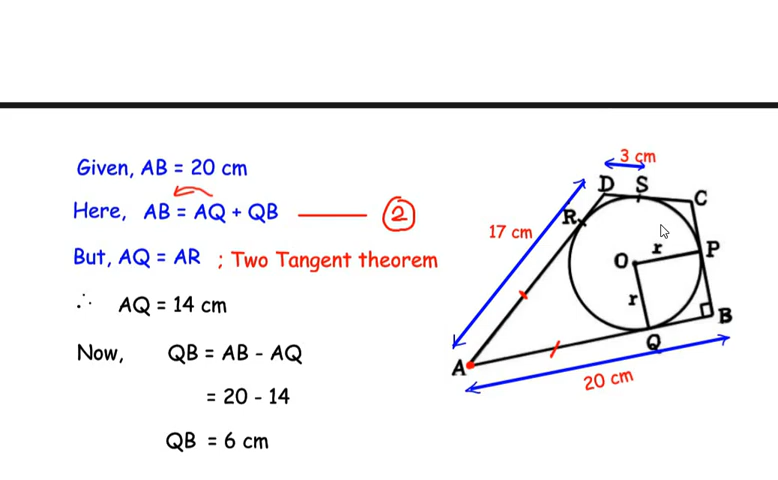 Given, AB = 20 cm
Here, AB = AQ + QB ——— ②
But, AQ = AR ; Two Tangent theorem
∴ AQ = 14 cm
Now, QB = AB - AQ
= 20 - 14
QB = 6 cm
3 cm
D S
C
R
17 cm
r
P
O
r
B
Q
A
20 cm